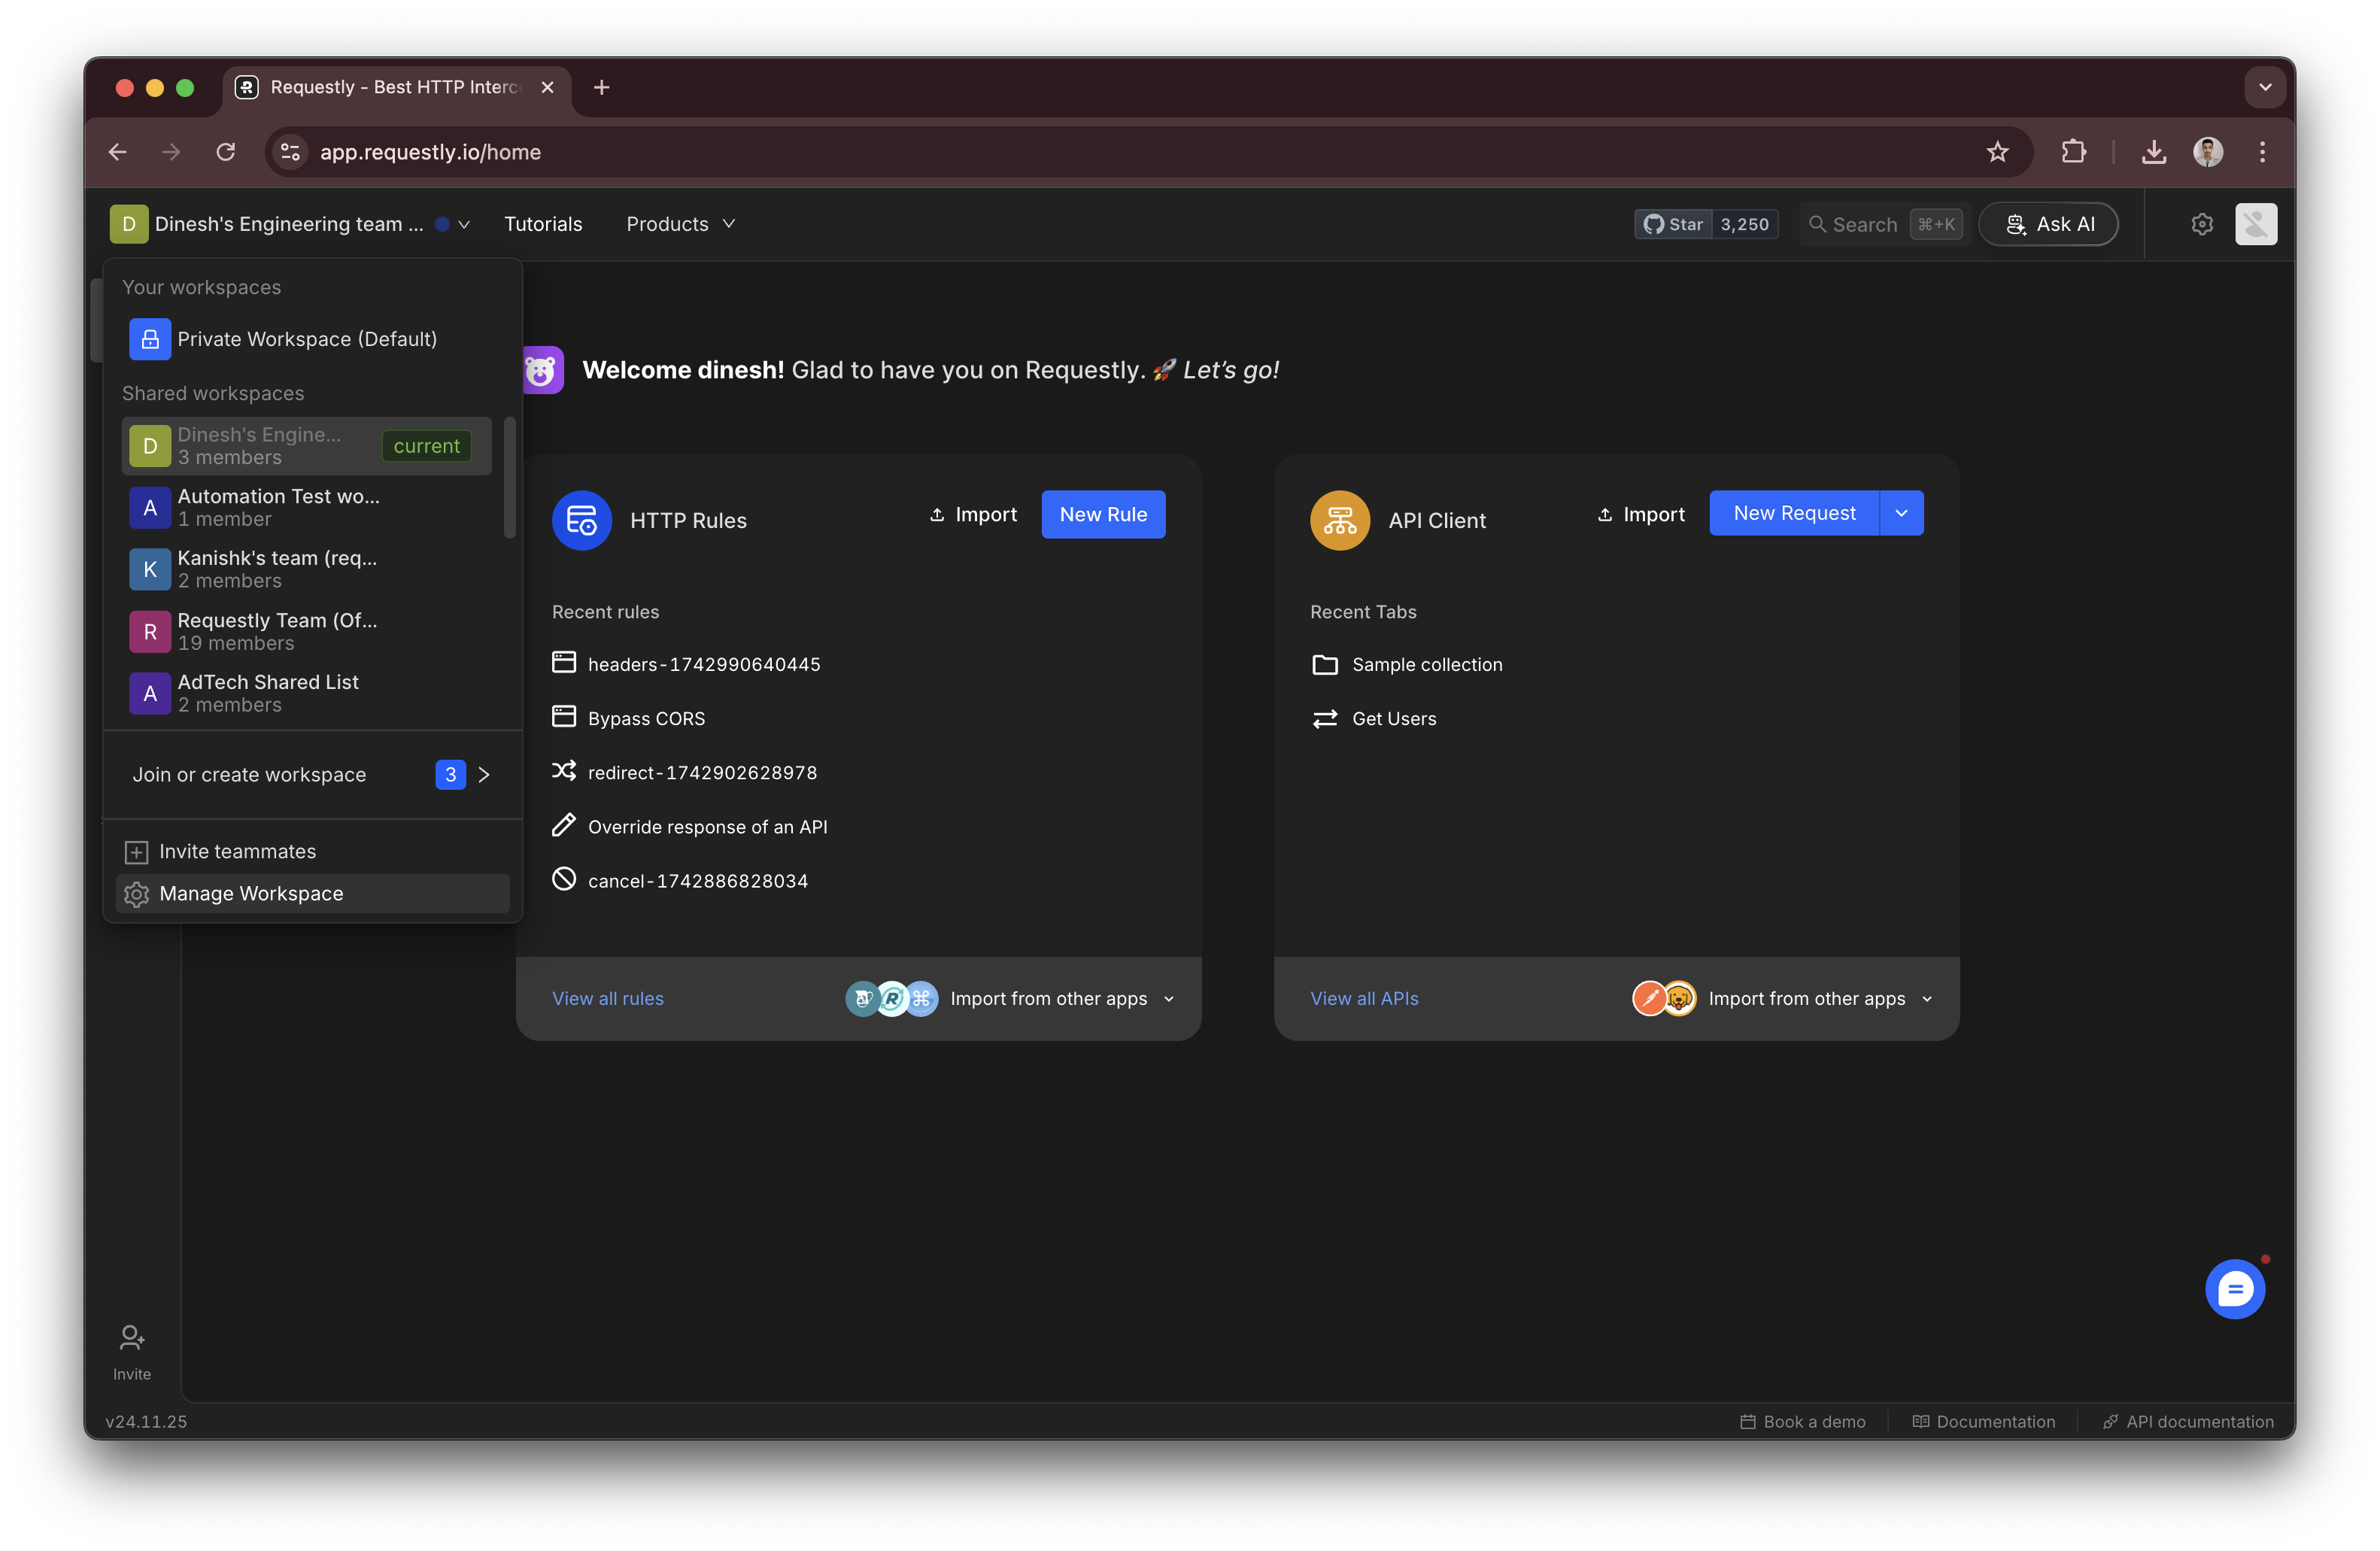 Requestly - Best HTTP Interc
app.requestly.io/home
D Dinesh's Engineering team ...
Tutorials
Products
Star 3,250
Search ⌘+K
Ask AI
Your workspaces
Private Workspace (Default)
Shared workspaces
D Dinesh's Engine...
3 members
current
A Automation Test wo...
1 member
K Kanishk's team (req...
2 members
R Requestly Team (Of...
19 members
A AdTech Shared List
2 members
Join or create workspace 3
Invite teammates
Manage Workspace
Welcome dinesh! Glad to have you on Requestly. 🚀 Let's go!
HTTP Rules
Import
New Rule
Recent rules
headers-1742990640445
Bypass CORS
redirect-1742902628978
Override response of an API
cancel-1742886828034
View all rules
Import from other apps
API Client
Import
New Request
Recent Tabs
Sample collection
Get Users
View all APIs
Import from other apps
Invite
v24.11.25
Book a demo
Documentation
API documentation